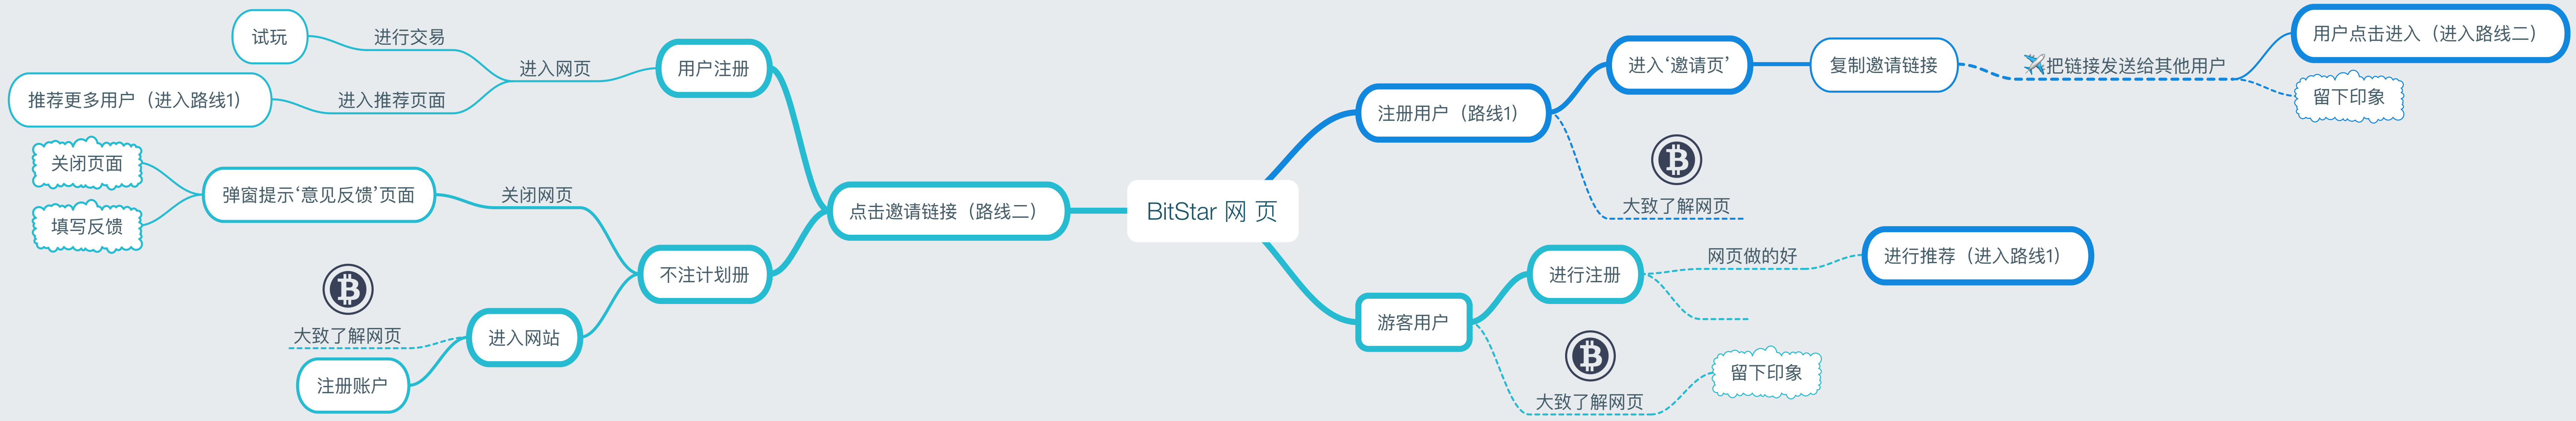 BitStar 网 页
注册用户（路线1）
进入‘邀请页’
复制邀请链接
把链接发送给其他用户
用户点击进入（进入路线二）
留下印象
大致了解网页
游客用户
进行注册
网页做的好
进行推荐（进入路线1）
大致了解网页
留下印象
点击邀请链接（路线二）
用户注册
进入网页
进行交易
试玩
进入推荐页面
推荐更多用户（进入路线1）
不注计划册
关闭网页
弹窗提示‘意见反馈’页面
关闭页面
填写反馈
进入网站
大致了解网页
注册账户